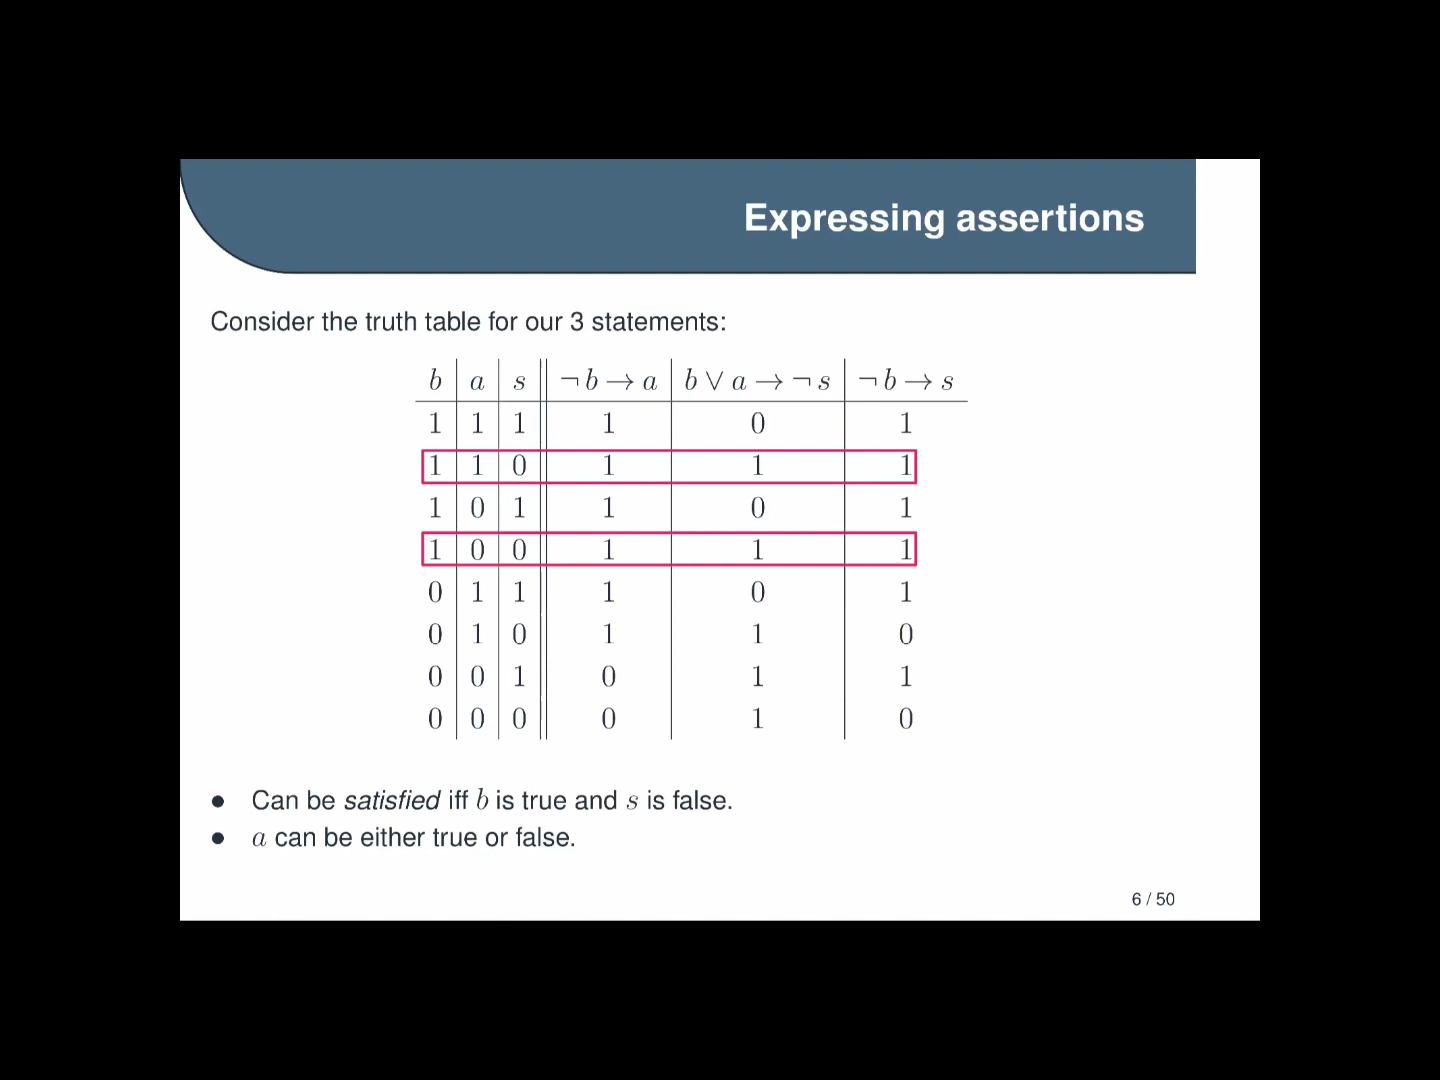 Expressing assertions
Consider the truth table for our 3 statements:
b a s ¬ b → a b ∨ a → ¬ s ¬ b → s
1 1 1 1 0 1
1 1 0 1 1 1
1 0 1 1 0 1
1 0 0 1 1 1
0 1 1 1 0 1
0 1 0 1 1 0
0 0 1 0 1 1
0 0 0 0 1 0
● Can be satisfied iff b is true and s is false.
● a can be either true or false.
6 / 50